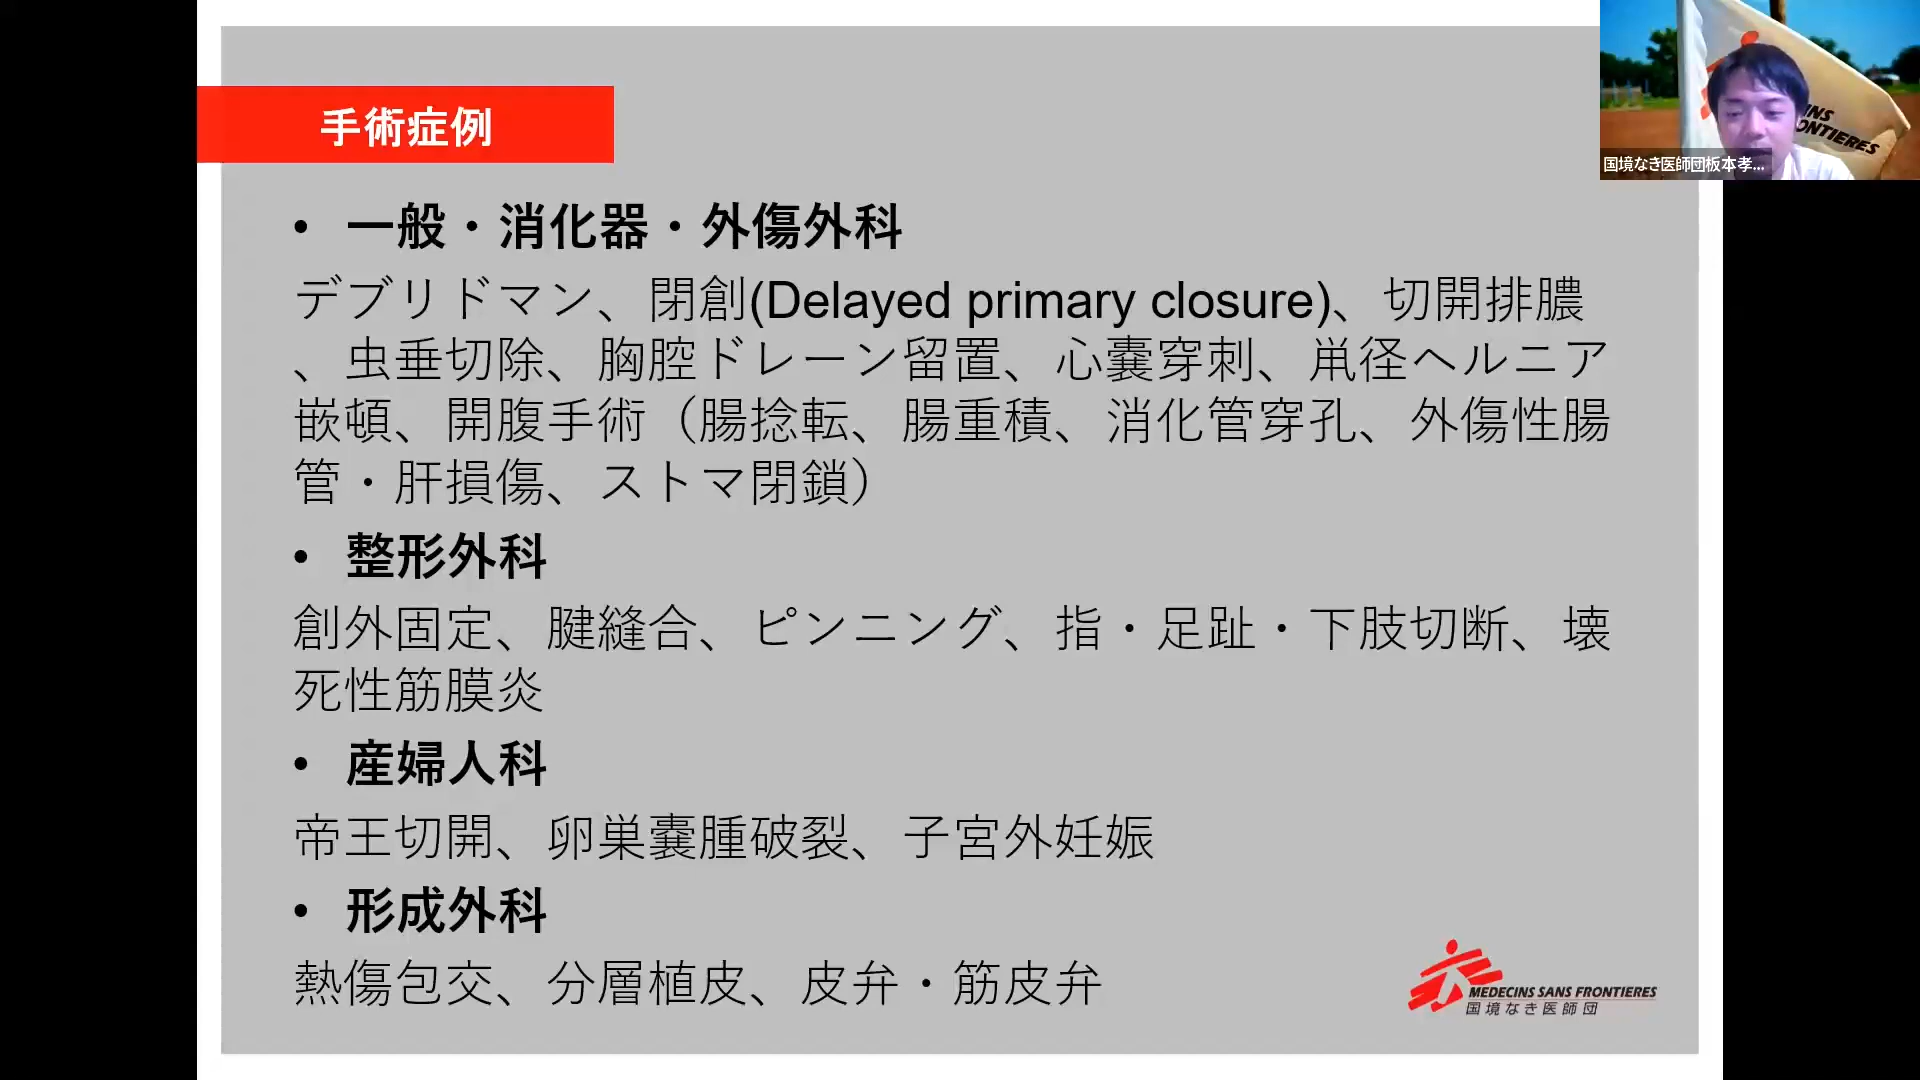 手術症例
• 一般・消化器・外傷外科
デブリドマン、閉創(Delayed primary closure)、切開排膿
、虫垂切除、胸腔ドレーン留置、心嚢穿刺、鼡径ヘルニア
嵌頓、開腹手術（腸捻転、腸重積、消化管穿孔、外傷性腸
管・肝損傷、ストマ閉鎖）
• 整形外科
創外固定、腱縫合、ピンニング、指・足趾・下肢切断、壊
死性筋膜炎
• 産婦人科
帝王切開、卵巣嚢腫破裂、子宮外妊娠
• 形成外科
熱傷包交、分層植皮、皮弁・筋皮弁
MEDECINS SANS FRONTIERES
国境なき医師団
INS
ONTIERES
国境なき医師団板本孝...